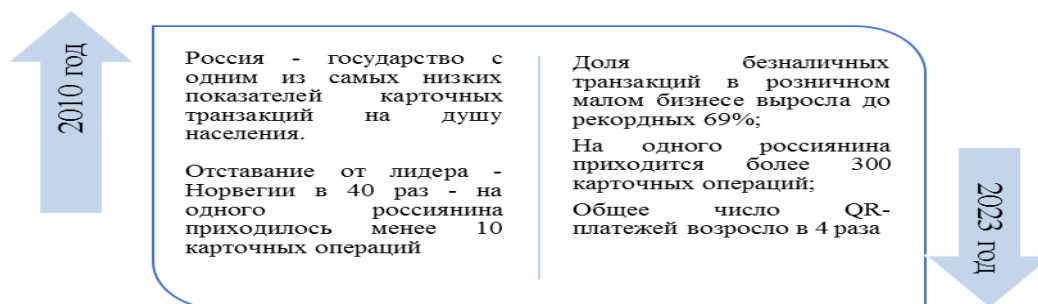 2010 год
Россия - государство с
одним из самых низких
показателей карточных
транзакций на душу
населения.
Отставание от лидера -
Норвегии в 40 раз - на
одного россиянина
приходилось менее 10
карточных операций
Доля безналичных
транзакций в розничном
малом бизнесе выросла до
рекордных 69%;
На одного россиянина
приходится более 300
карточных операций;
Общее число QR-
платежей возросло в 4 раза
2023 год